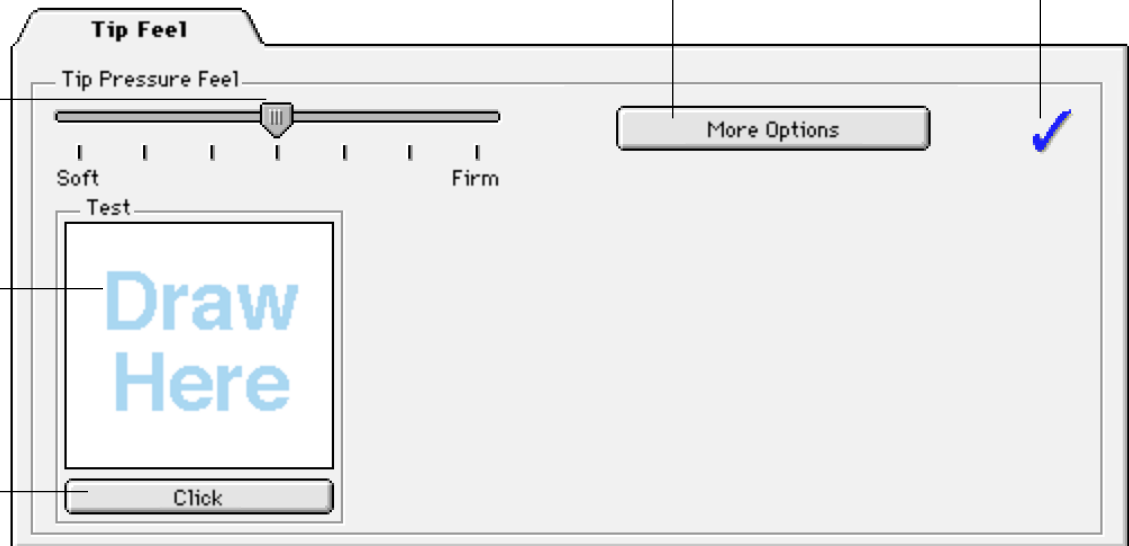 Tip Feel
Tip Pressure Feel
More Options
Soft Firm
Test
Draw
Here
Click